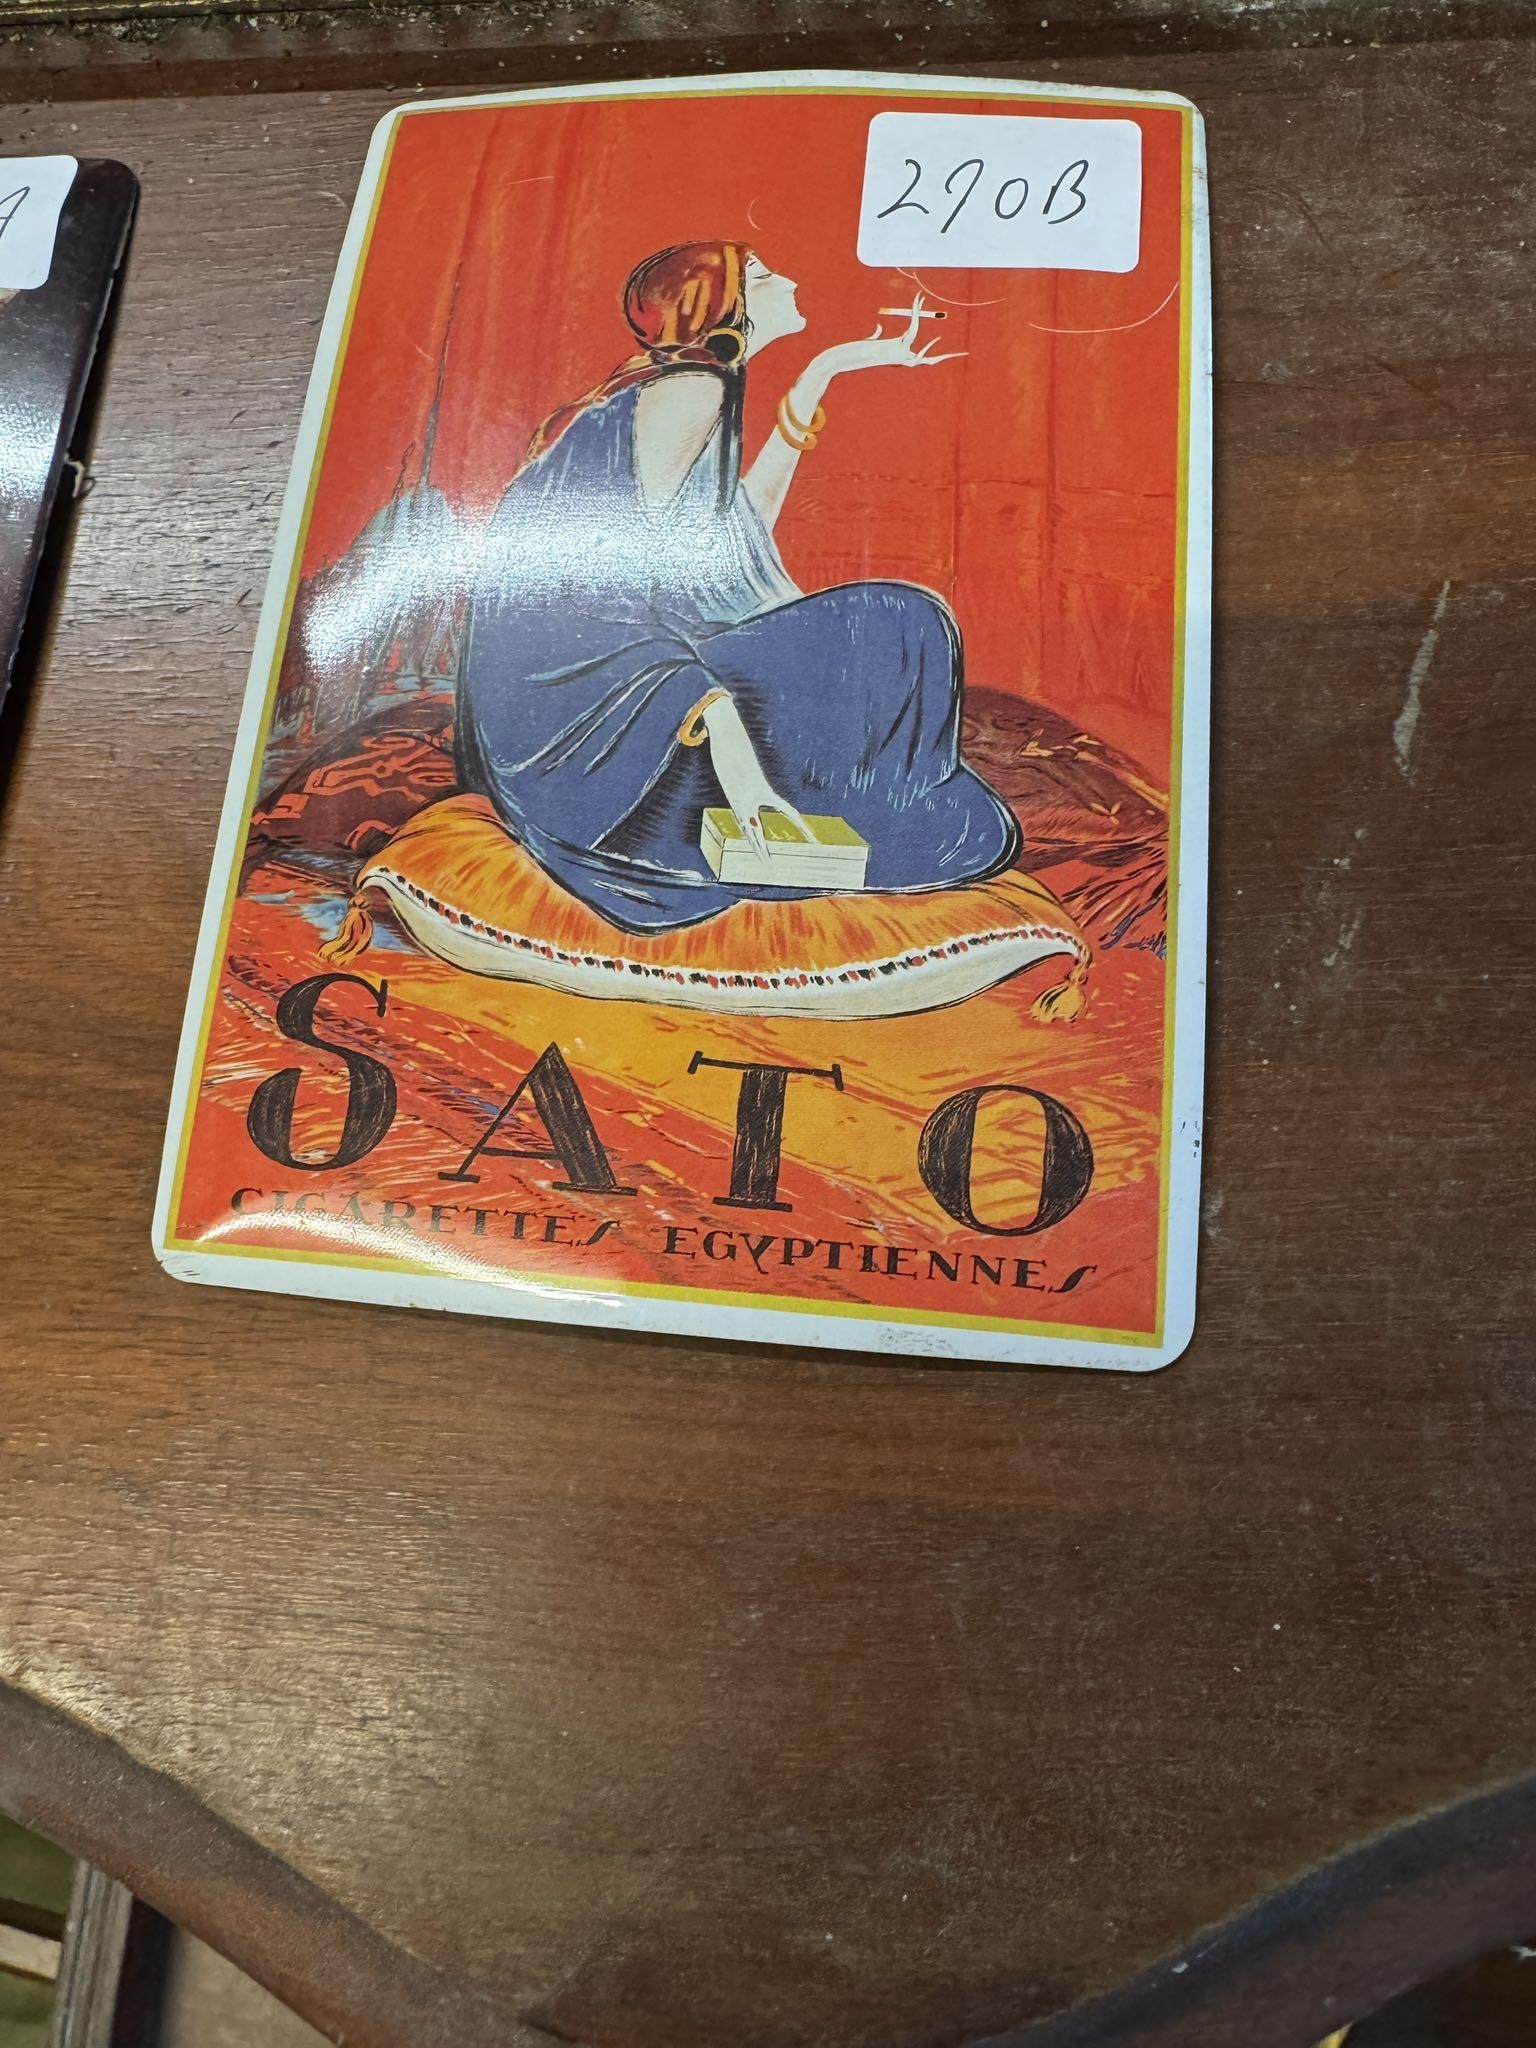 290B
SATO
CIGARETTES EGYPTIENNES